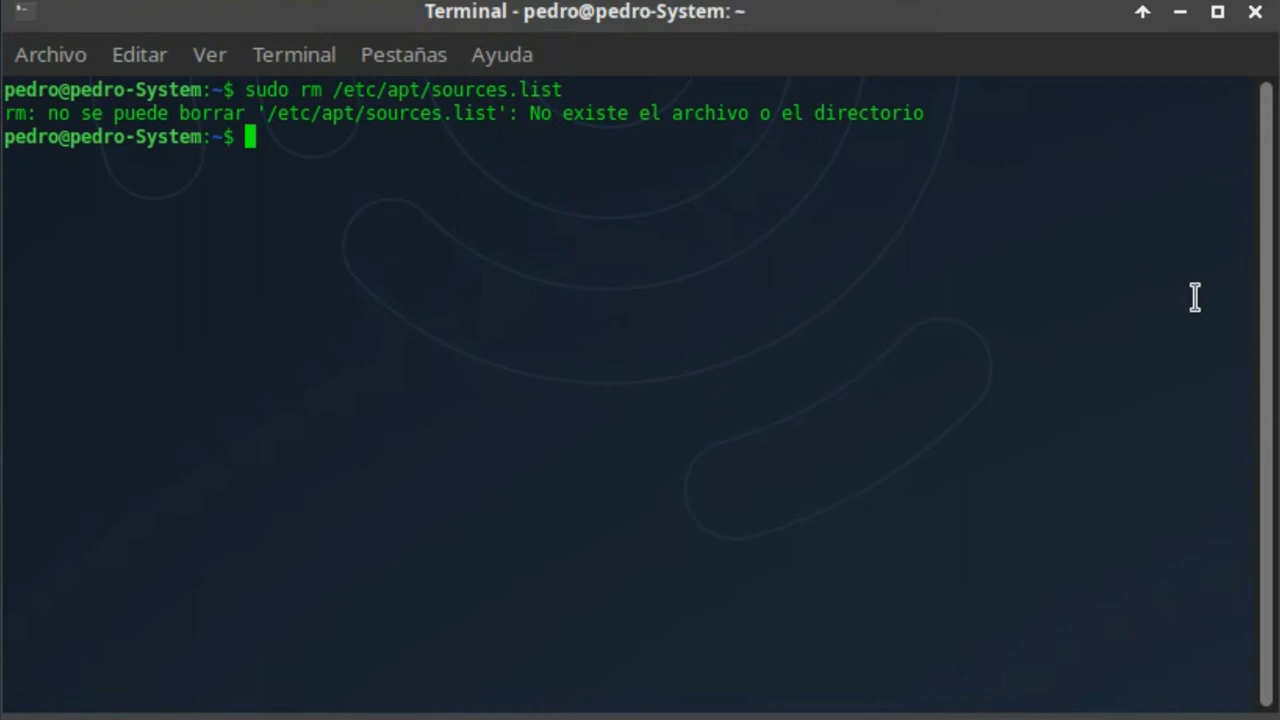 Terminal - pedro@pedro-System: ~
Archivo Editar Ver Terminal Pestañas Ayuda
pedro@pedro-System:~$ sudo rm /etc/apt/sources.list
rm: no se puede borrar '/etc/apt/sources.list': No existe el archivo o el directorio
pedro@pedro-System:~$